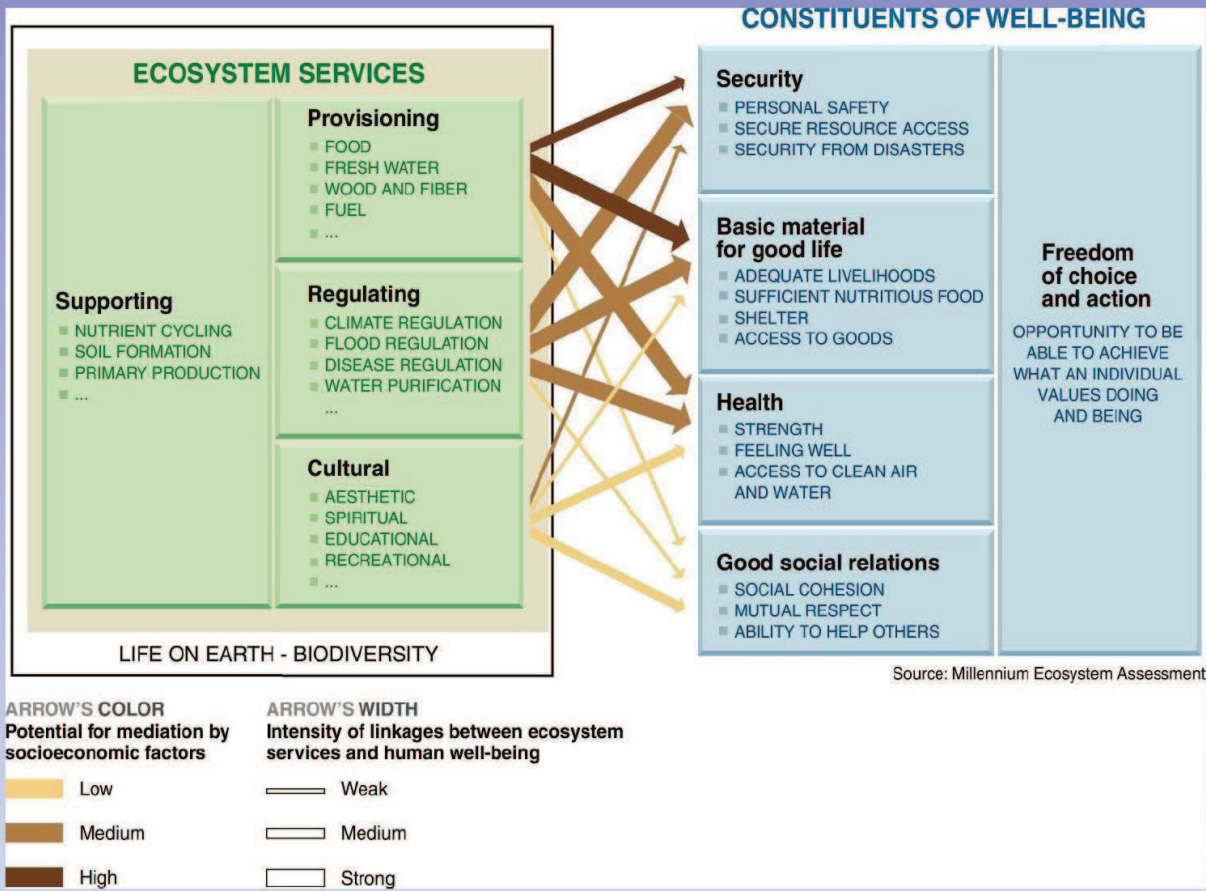 CONSTITUENTS OF WELL-BEING
ECOSYSTEM SERVICES
Supporting
NUTRIENT CYCLING
SOIL FORMATION
PRIMARY PRODUCTION
...
Provisioning
FOOD
FRESH WATER
WOOD AND FIBER
FUEL
...
Regulating
CLIMATE REGULATION
FLOOD REGULATION
DISEASE REGULATION
WATER PURIFICATION
...
Cultural
AESTHETIC
SPIRITUAL
EDUCATIONAL
RECREATIONAL
...
LIFE ON EARTH - BIODIVERSITY
Security
PERSONAL SAFETY
SECURE RESOURCE ACCESS
SECURITY FROM DISASTERS
Basic material
for good life
ADEQUATE LIVELIHOODS
SUFFICIENT NUTRITIOUS FOOD
SHELTER
ACCESS TO GOODS
Health
STRENGTH
FEELING WELL
ACCESS TO CLEAN AIR
AND WATER
Good social relations
SOCIAL COHESION
MUTUAL RESPECT
ABILITY TO HELP OTHERS
Freedom
of choice
and action
OPPORTUNITY TO BE
ABLE TO ACHIEVE
WHAT AN INDIVIDUAL
VALUES DOING
AND BEING
Source: Millennium Ecosystem Assessment
ARROW'S COLOR
Potential for mediation by
socioeconomic factors
Low
Medium
High
ARROW'S WIDTH
Intensity of linkages between ecosystem
services and human well-being
Weak
Medium
Strong